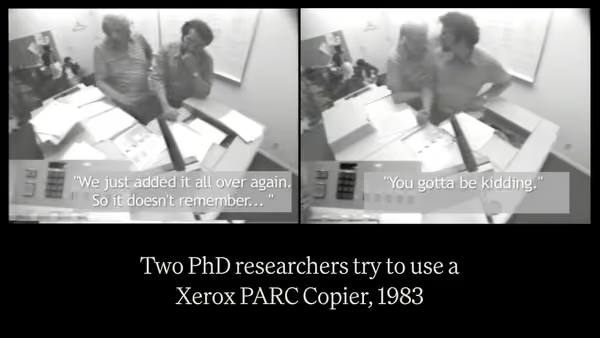 "We just added it all over again.
So it doesn't remember... "
"You gotta be kidding."
Two PhD researchers try to use a
Xerox PARC Copier, 1983